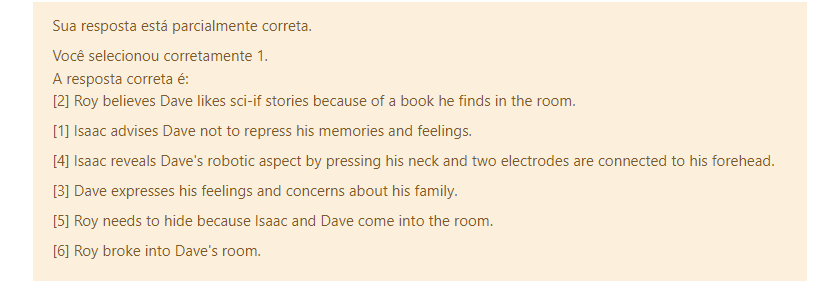 Sua resposta está parcialmente correta.
Você selecionou corretamente 1.
A resposta correta é:
[2] Roy believes Dave likes sci-if stories because of a book he finds in the room.
[1] Isaac advises Dave not to repress his memories and feelings.
[4] Isaac reveals Dave's robotic aspect by pressing his neck and two electrodes are connected to his forehead.
[3] Dave expresses his feelings and concerns about his family.
[5] Roy needs to hide because Isaac and Dave come into the room.
[6] Roy broke into Dave's room.